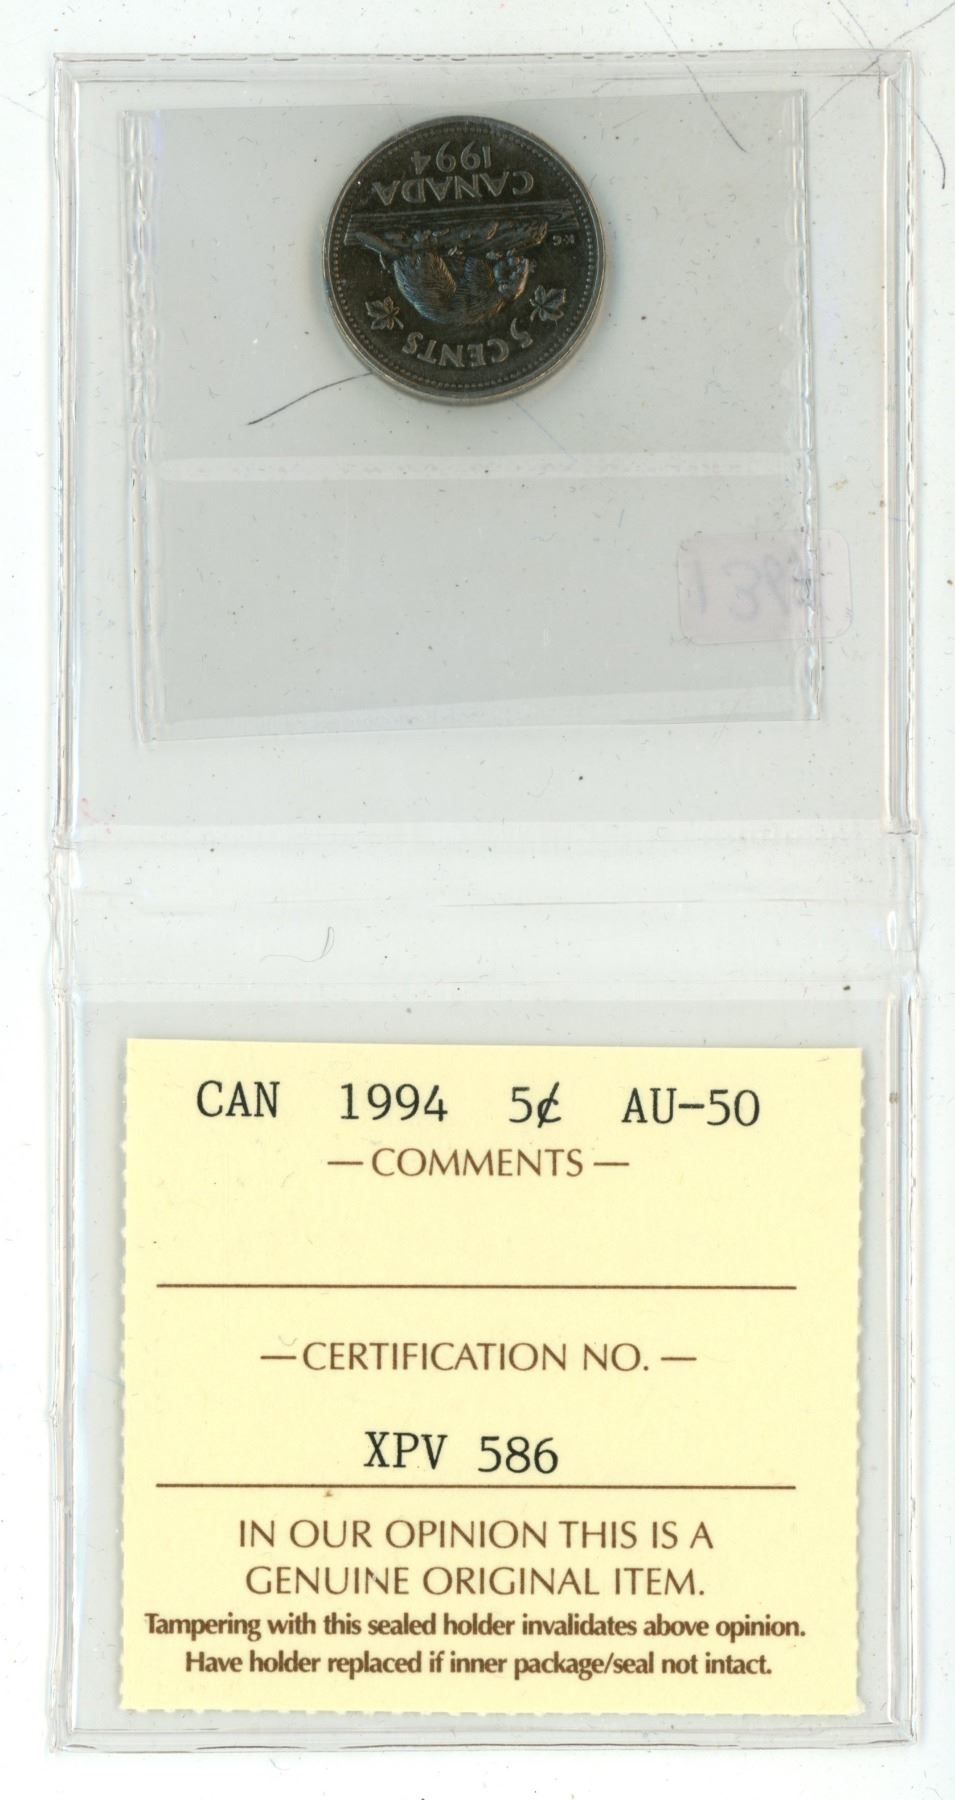 5 CENTS
K·G
CANADA
1994
CAN 1994 5¢ AU-50
— COMMENTS —
— CERTIFICATION NO. —
XPV 586
IN OUR OPINION THIS IS A
GENUINE ORIGINAL ITEM.
Tampering with this sealed holder invalidates above opinion.
Have holder replaced if inner package/seal not intact.